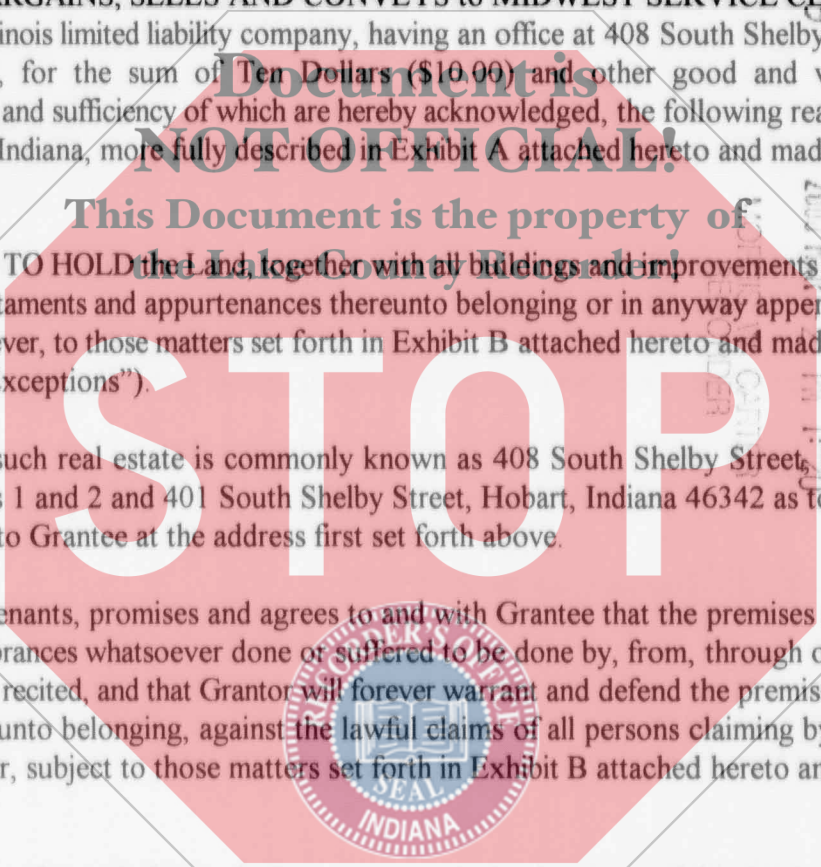 BARGAINS, SELLS AND CONVEYS to MIDWEST SERVICE
linois limited liability company, having an office at 408 South Shelby
for the sum of Ten Dollars ($10.00) and other good and
and sufficiency of which are hereby acknowledged, the following
Indiana, more fully described in Exhibit A attached hereto and mad
Document is
NOT OFFICIAL!
This Document is the property of
the Lake County Recorder!
TO HOLD the Land, together with all buildings and improvements
taments and appurtenances thereunto belonging or in anyway apper
ver, to those matters set forth in Exhibit B attached hereto and mad
xceptions").
STOP
such real estate is commonly known as 408 South Shelby Street,
s 1 and 2 and 401 South Shelby Street, Hobart, Indiana 46342 as to
to Grantee at the address first set forth above.
enants, promises and agrees to and with Grantee that the premises
brances whatsoever done or suffered to be done by, from, through
recited, and that Grantor will forever warrant and defend the premis
unto belonging, against the lawful claims of all persons claiming by
r, subject to those matters set forth in Exhibit B attached hereto an
RECORDER'S OFFICE
SEAL
INDIANA